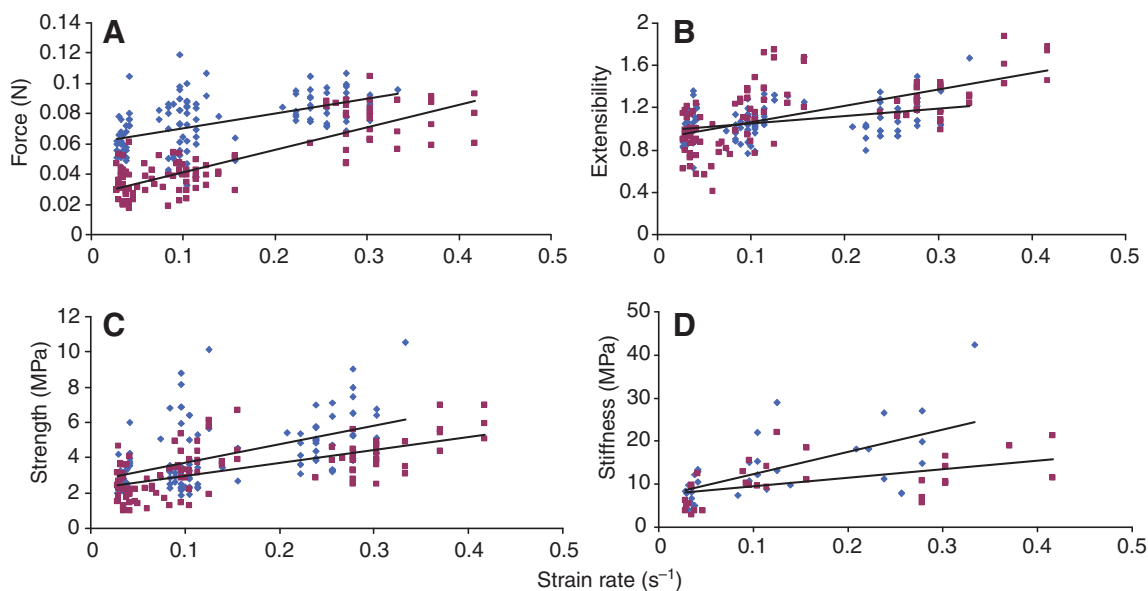 A
Force (N)
0.14
0.12
0.1
0.08
0.06
0.04
0.02
0
0 0.1 0.2 0.3 0.4 0.5
B
Extensibility
2
1.6
1.2
0.8
0.4
0
0 0.1 0.2 0.3 0.4 0.5
C
Strength (MPa)
12
10
8
6
4
2
0
0 0.1 0.2 0.3 0.4 0.5
D
Stiffness (MPa)
50
40
30
20
10
0
0 0.1 0.2 0.3 0.4 0.5
Strain rate (s⁻¹)